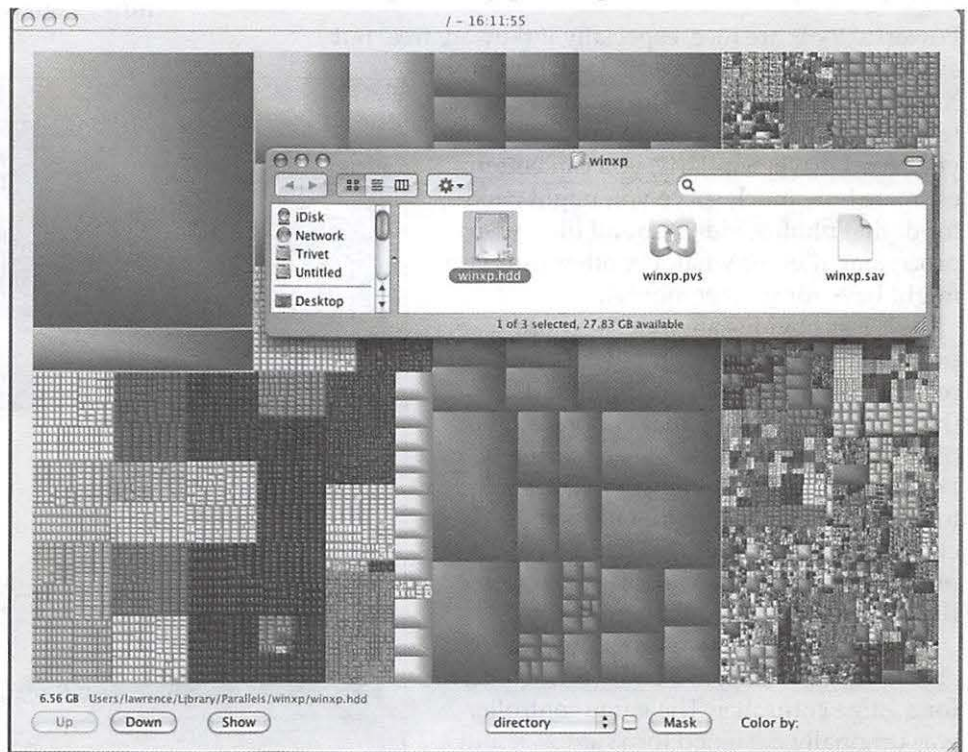 / – 16:11:55
winxp
iDisk
Network
Trivet
Untitled
Desktop
winxp.hdd
winxp.pvs
winxp.sav
1 of 3 selected, 27.83 GB available
6.56 GB Users/lawrence/Library/Parallels/winxp/winxp.hdd
Up Down Show directory Mask Color by: